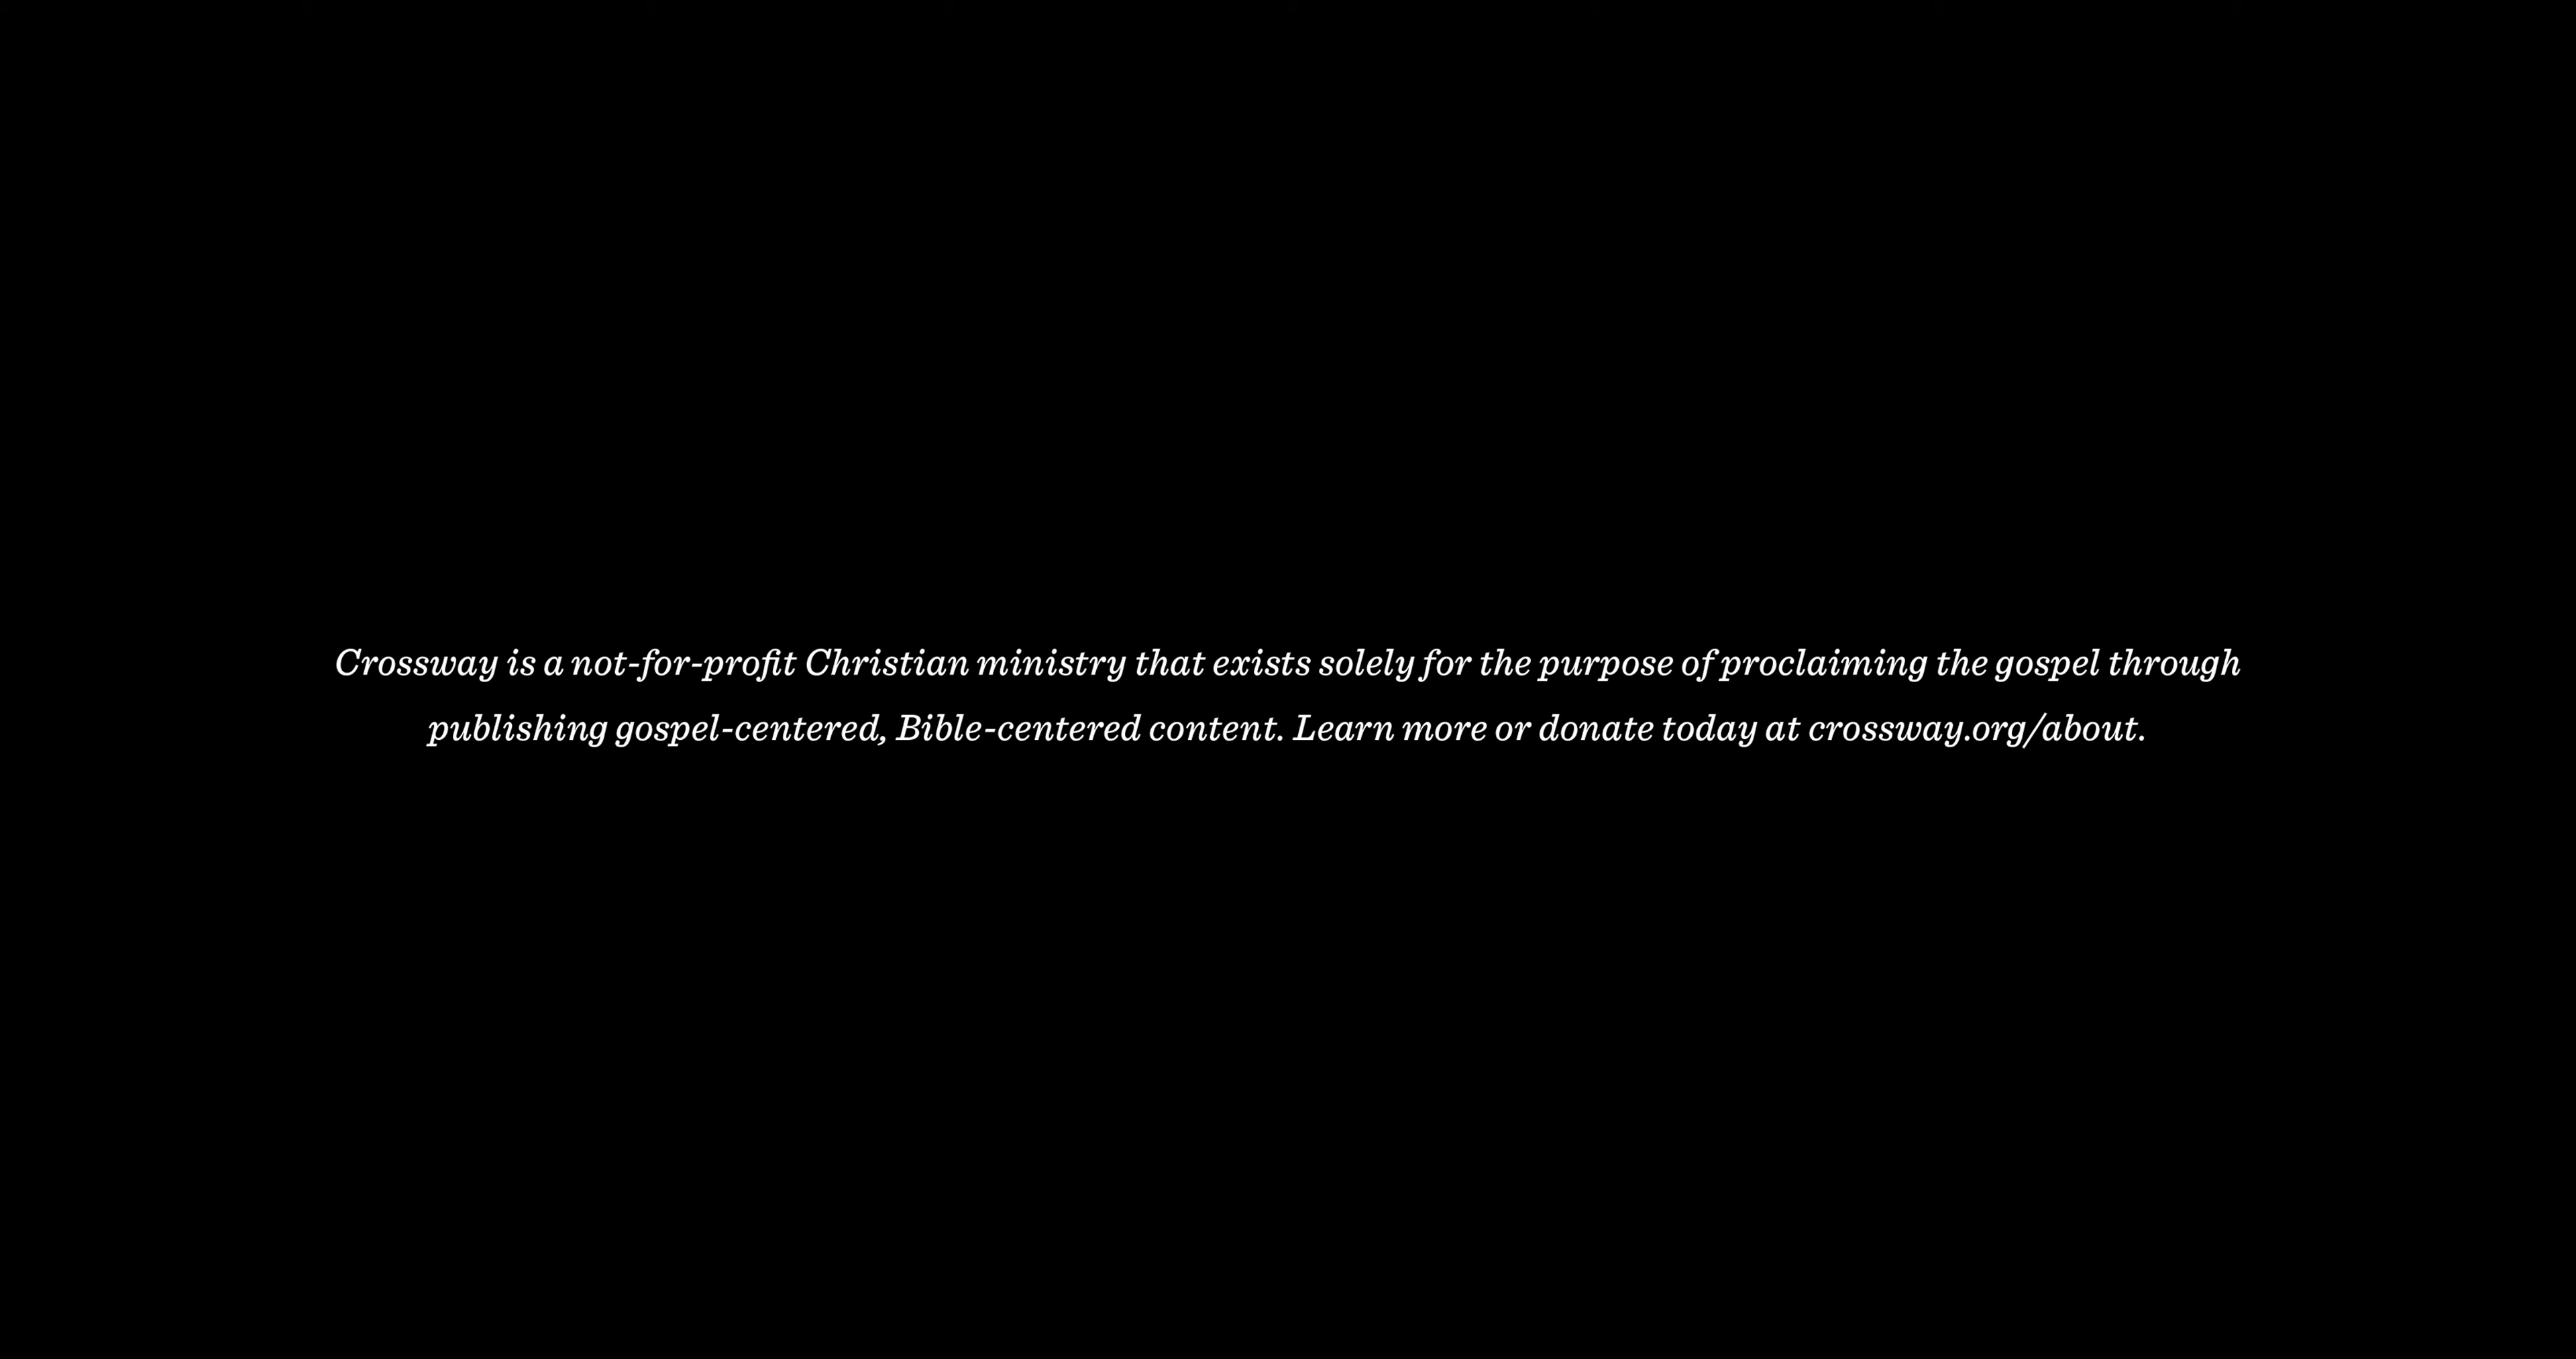 Crossway is a not-for-profit Christian ministry that exists solely for the purpose of proclaiming the gospel through
publishing gospel-centered, Bible-centered content. Learn more or donate today at crossway.org/about.